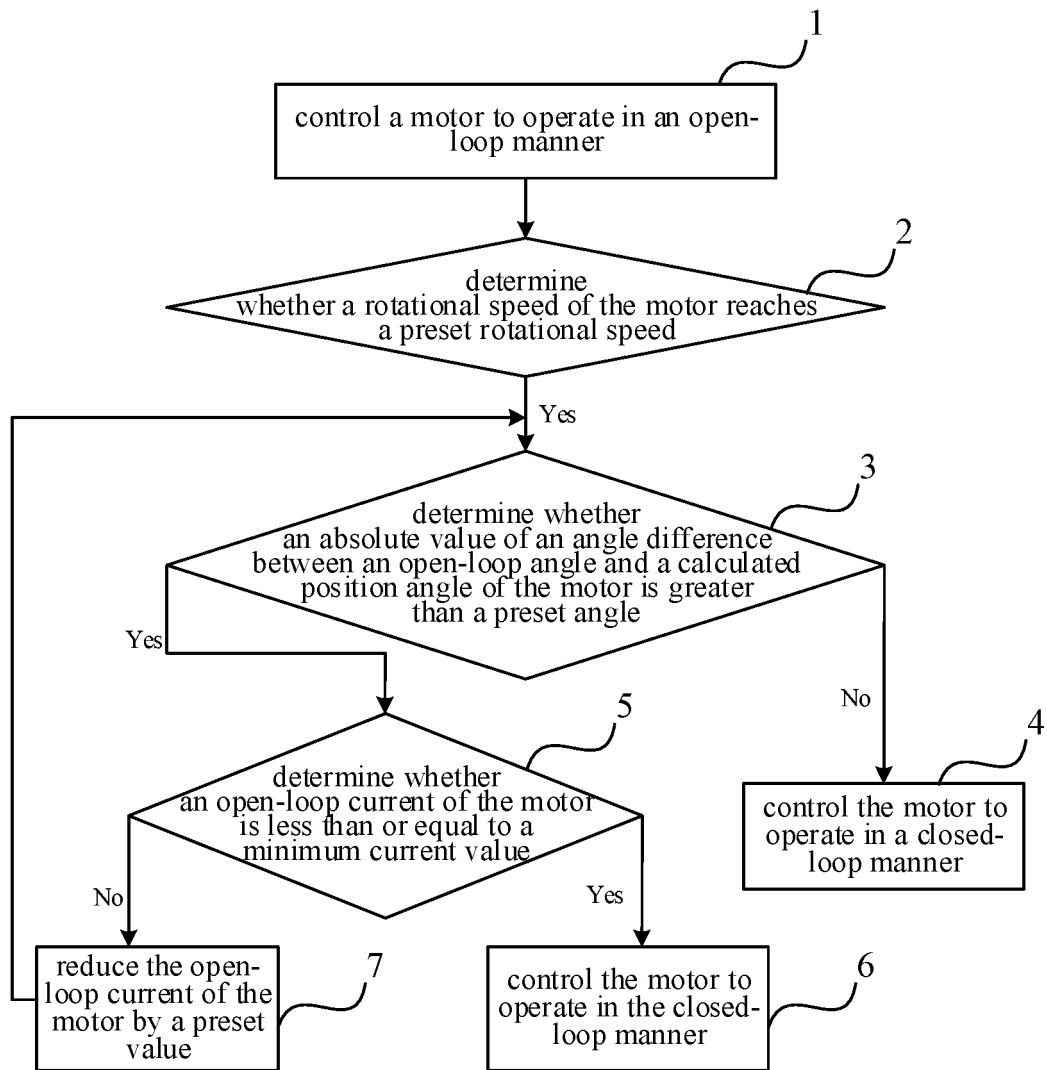 1
control a motor to operate in an open-
loop manner
2
determine
whether a rotational speed of the motor reaches
a preset rotational speed
Yes
3
determine whether
an absolute value of an angle difference
between an open-loop angle and a calculated
position angle of the motor is greater
than a preset angle
Yes
No
4
control the motor to
operate in a closed-
loop manner
5
determine whether
an open-loop current of the motor
is less than or equal to a
minimum current value
No
Yes
7
reduce the open-
loop current of the
motor by a preset
value
6
control the motor to
operate in the closed-
loop manner